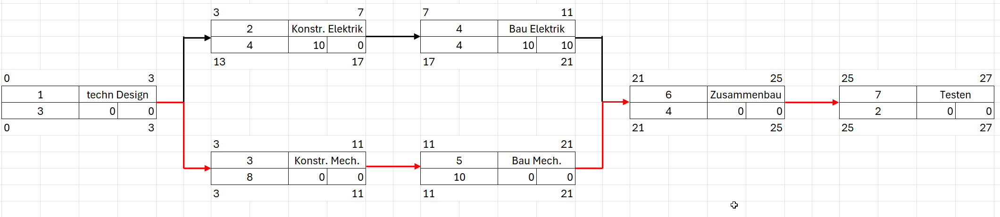 3 7 7 11
2 Konstr. Elektrik 4 Bau Elektrik
4 10 0 4 10 10
13 17 17 21
0 3 21 25 25 27
1 techn Design 6 Zusammenbau 7 Testen
3 0 0 4 0 0 2 0 0
0 3 21 25 25 27
3 11 11 21
3 Konstr. Mech. 5 Bau Mech.
8 0 0 10 0 0
3 11 11 21